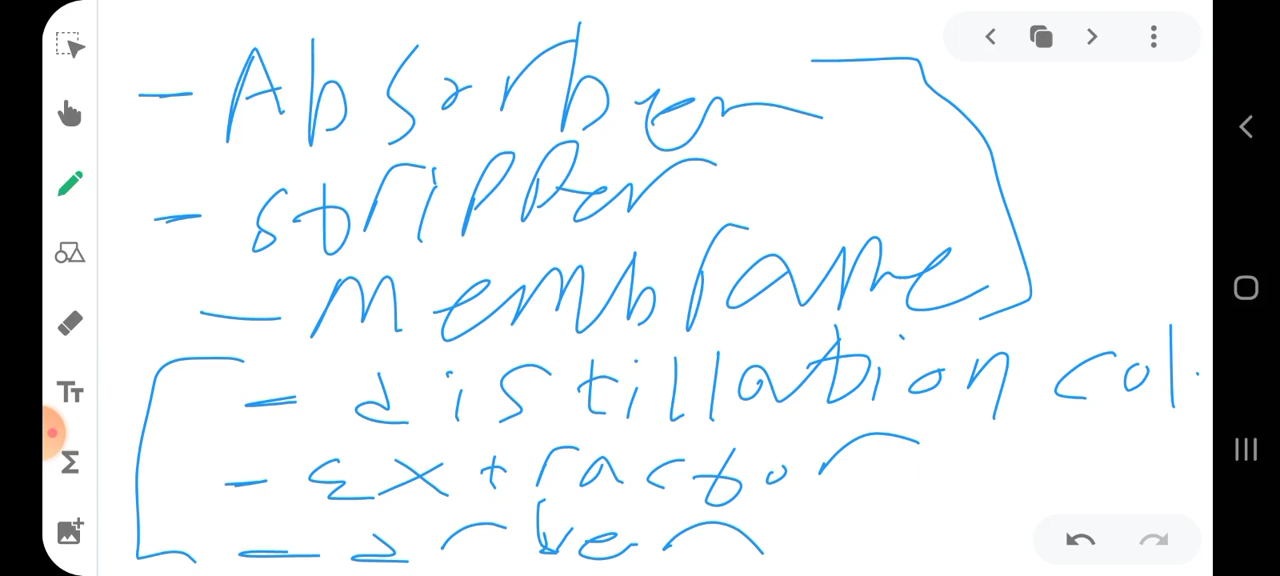 - Absorber
- stripper
- Membrane
- distillation col.
- Extractor